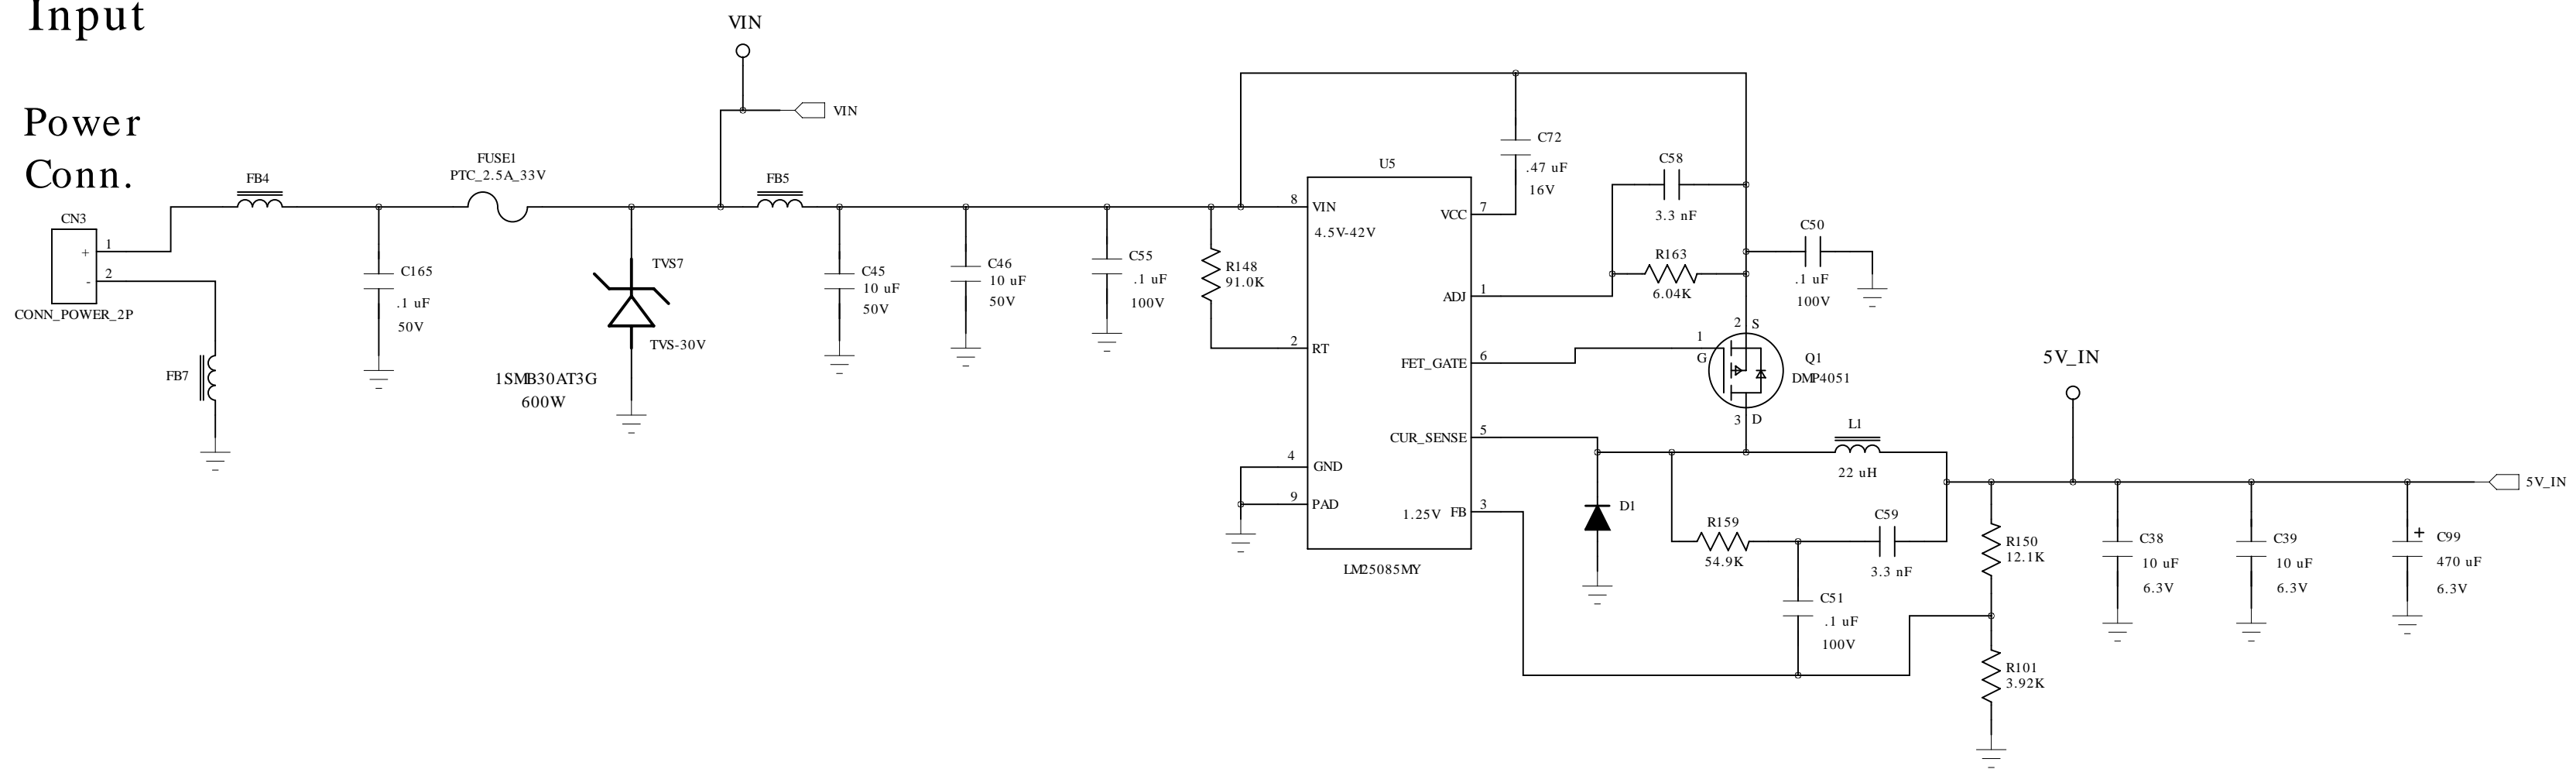 Input
Power
Conn.
CN3
1
+
2
-
CONN_POWER_2P
FB4
FB7
C165
.1 uF
50V
FUSE1
PTC_2.5A_33V
TVS7
TVS-30V
1SMB30AT3G
600W
VIN
VIN
FB5
C45
10 uF
50V
C46
10 uF
50V
C55
.1 uF
100V
R148
91.0K
U5
8
VIN
4.5V-42V
2
RT
4
GND
9
PAD
VCC
7
ADJ
1
FET_GATE
6
CUR_SENSE
5
1.25V FB
3
LM25085MY
C72
.47 uF
16V
C58
3.3 nF
R163
6.04K
C50
.1 uF
100V
2
S
1
G
Q1
DMP4051
3
D
L1
22 uH
D1
R159
54.9K
C59
3.3 nF
C51
.1 uF
100V
5V_IN
5V_IN
R150
12.1K
R101
3.92K
C38
10 uF
6.3V
C39
10 uF
6.3V
+
C99
470 uF
6.3V